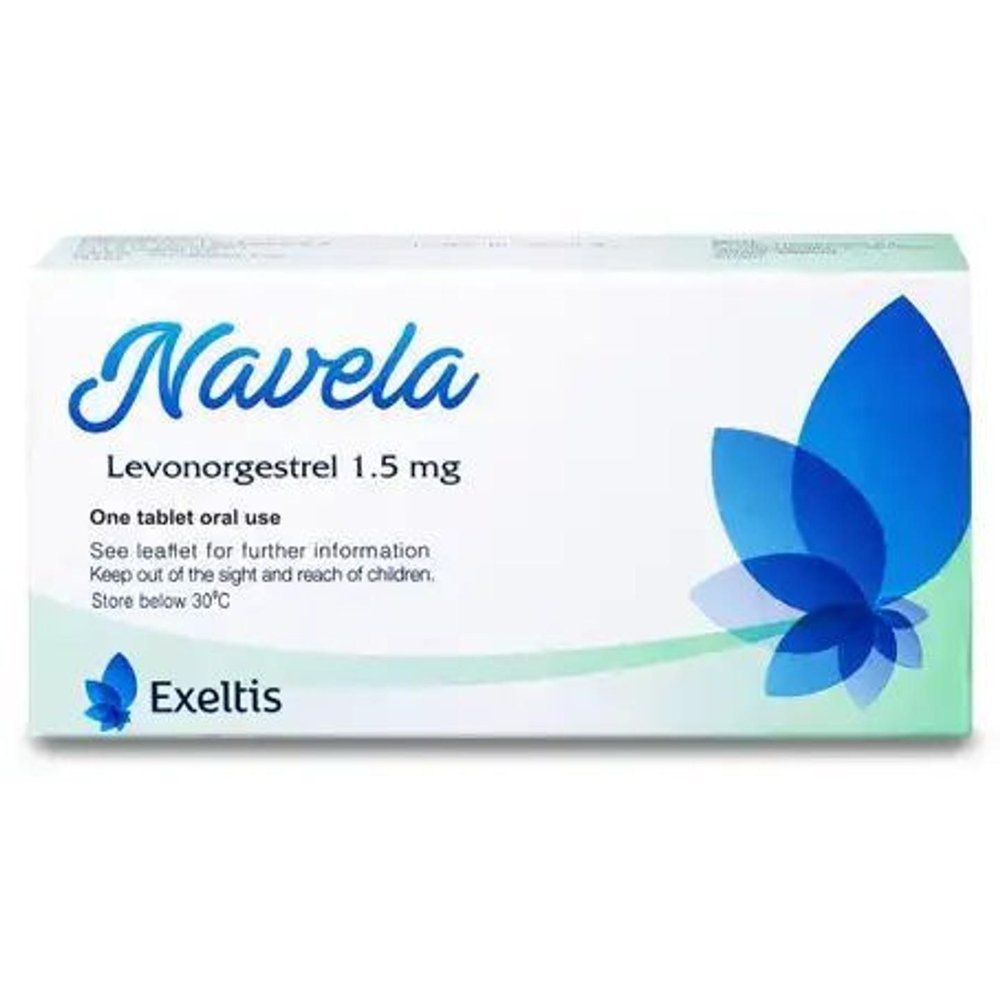 Navela
Levonorgestrel 1.5 mg
One tablet oral use
See leaflet for further information
Keep out of the sight and reach of children.
Store below 30°C
Exeltis